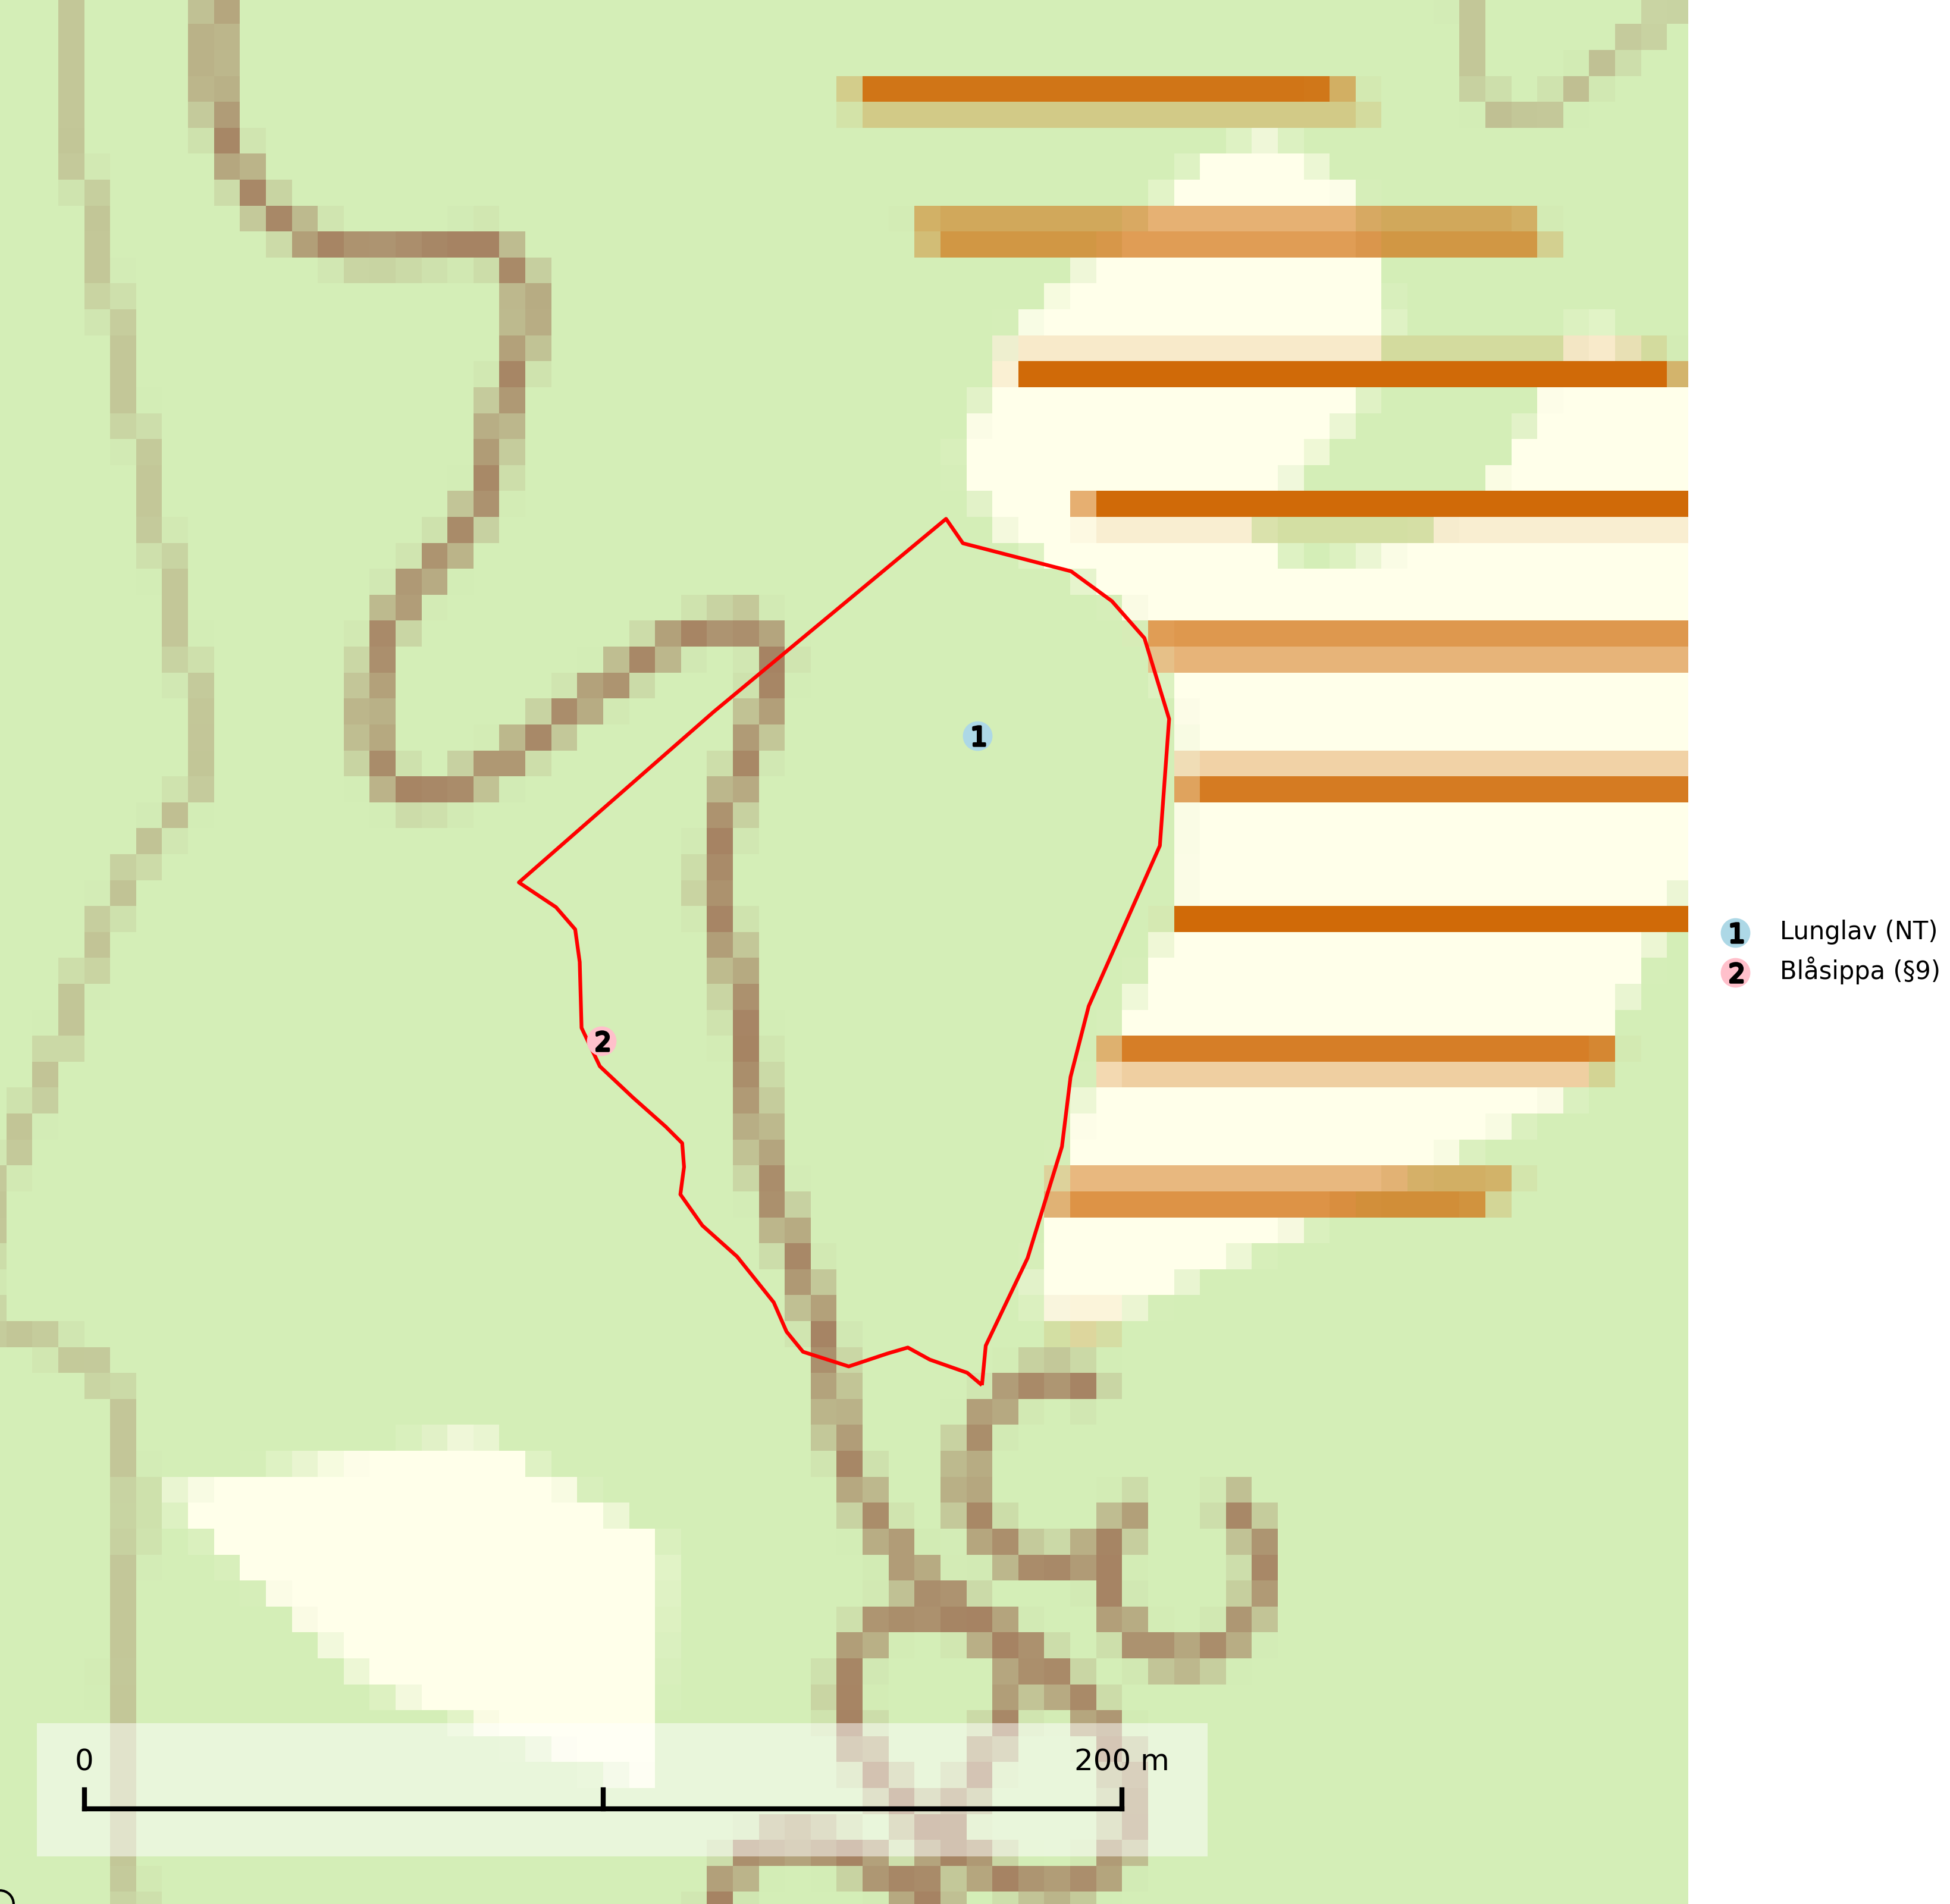 1
2
1 Lunglav (NT)
2 Blåsippa (§9)
0 200 m